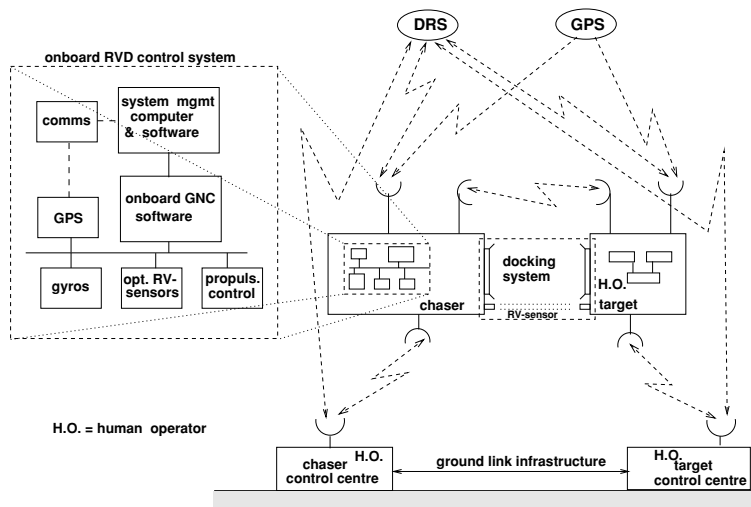 DRS
GPS
onboard RVD control system
comms
system mgmt
computer
& software
GPS
onboard GNC
software
gyros
opt. RV-
sensors
propuls.
control
chaser
docking
system
RV-sensor
H.O.
target
H.O. = human operator
H.O.
chaser
control centre
ground link infrastructure
H.O.
target
control centre